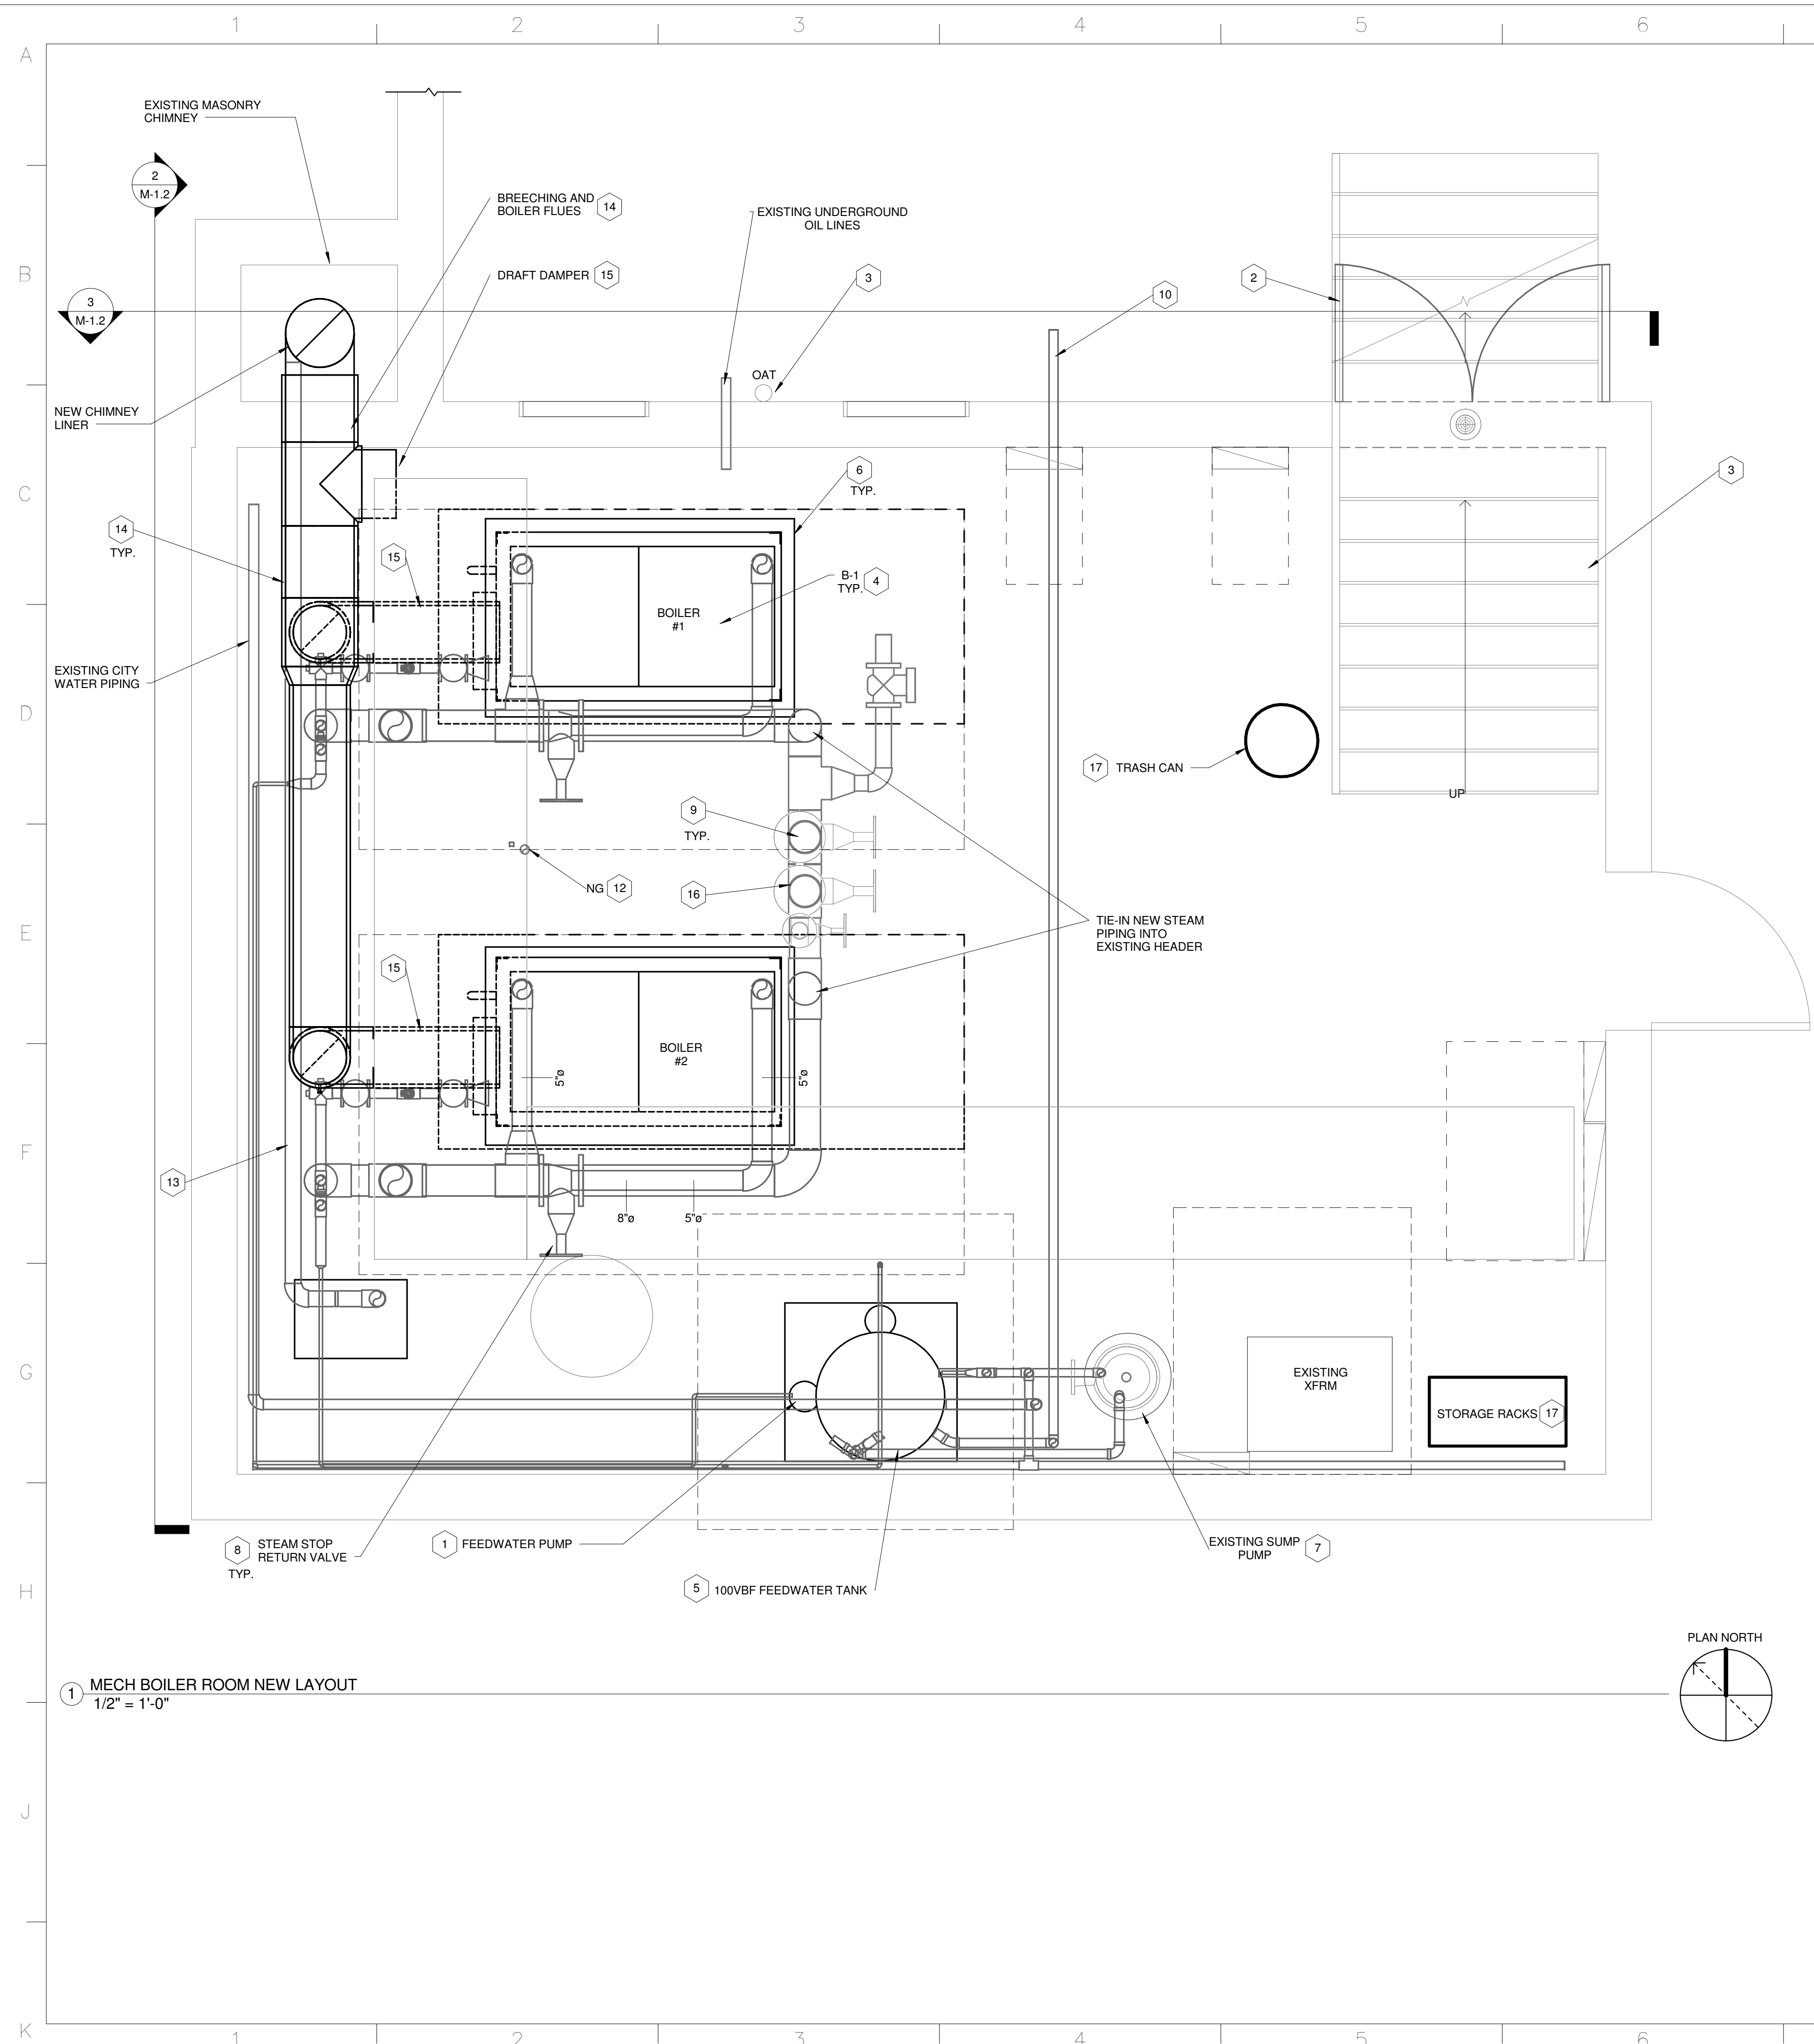 1 2 3 4 5 6
A
EXISTING MASONRY
CHIMNEY
2
M-1.2
BREECHING AND
BOILER FLUES
14
EXISTING UNDERGROUND
OIL LINES
B
DRAFT DAMPER
15
3
2
10
3
M-1.2
OAT
NEW CHIMNEY
LINER
6
TYP.
3
C
14
TYP.
15
B-1
TYP.
4
BOILER
#1
EXISTING CITY
WATER PIPING
D
17
TRASH CAN
UP
9
TYP.
NG
12
16
E
TIE-IN NEW STEAM
PIPING INTO
EXISTING HEADER
15
BOILER
#2
5"ø
5"ø
F
13
8"ø
5"ø
G
EXISTING
XFRM
STORAGE RACKS
17
8
TYP.
STEAM STOP
RETURN VALVE
1
FEEDWATER PUMP
EXISTING SUMP
PUMP
7
H
5
100VBF FEEDWATER TANK
PLAN NORTH
1
MECH BOILER ROOM NEW LAYOUT
1/2" = 1'-0"
J
K
1 2 3 4 5 6